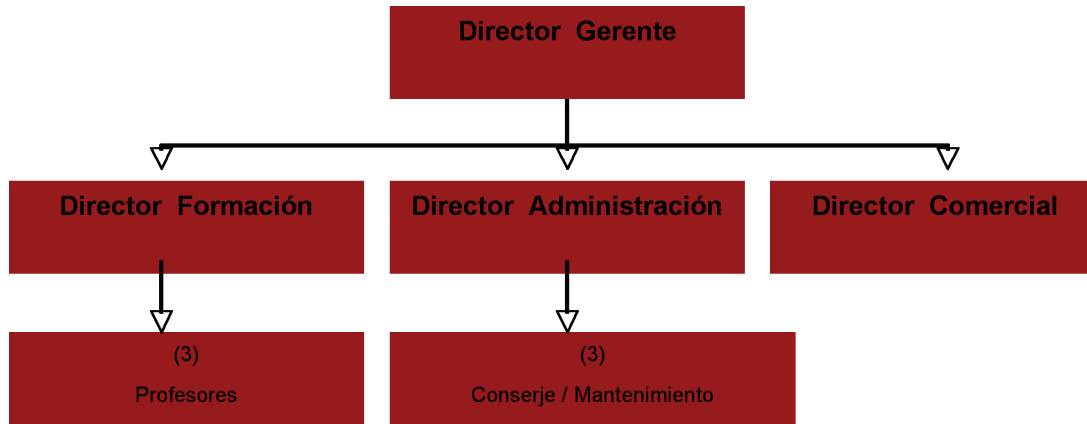 Director Gerente
Director Formación
Director Administración
Director Comercial
(3)
Profesores
(3)
Conserje / Mantenimiento